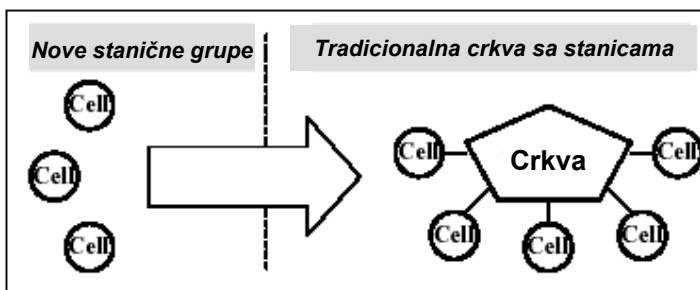 Nove stanične grupe
Tradicionalna crkva sa stanicama
Cell
Cell
Cell
Crkva
Cell
Cell
Cell
Cell
Cell